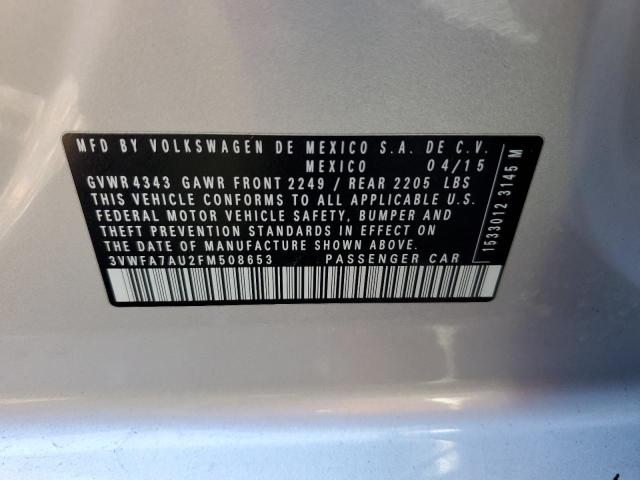 MFD BY VOLKSWAGEN DE MEXICO S.A. DE C.V.
MEXICO 04/15
GVWR 4343 GAWR FRONT 2249 / REAR 2205 LBS
THIS VEHICLE CONFORMS TO ALL APPLICABLE U.S.
FEDERAL MOTOR VEHICLE SAFETY, BUMPER AND
THEFT PREVENTION STANDARDS IN EFFECT ON
THE DATE OF MANUFACTURE SHOWN ABOVE
3VWFA7AU2FM508653 PASSENGER CAR
1533012 3145 M